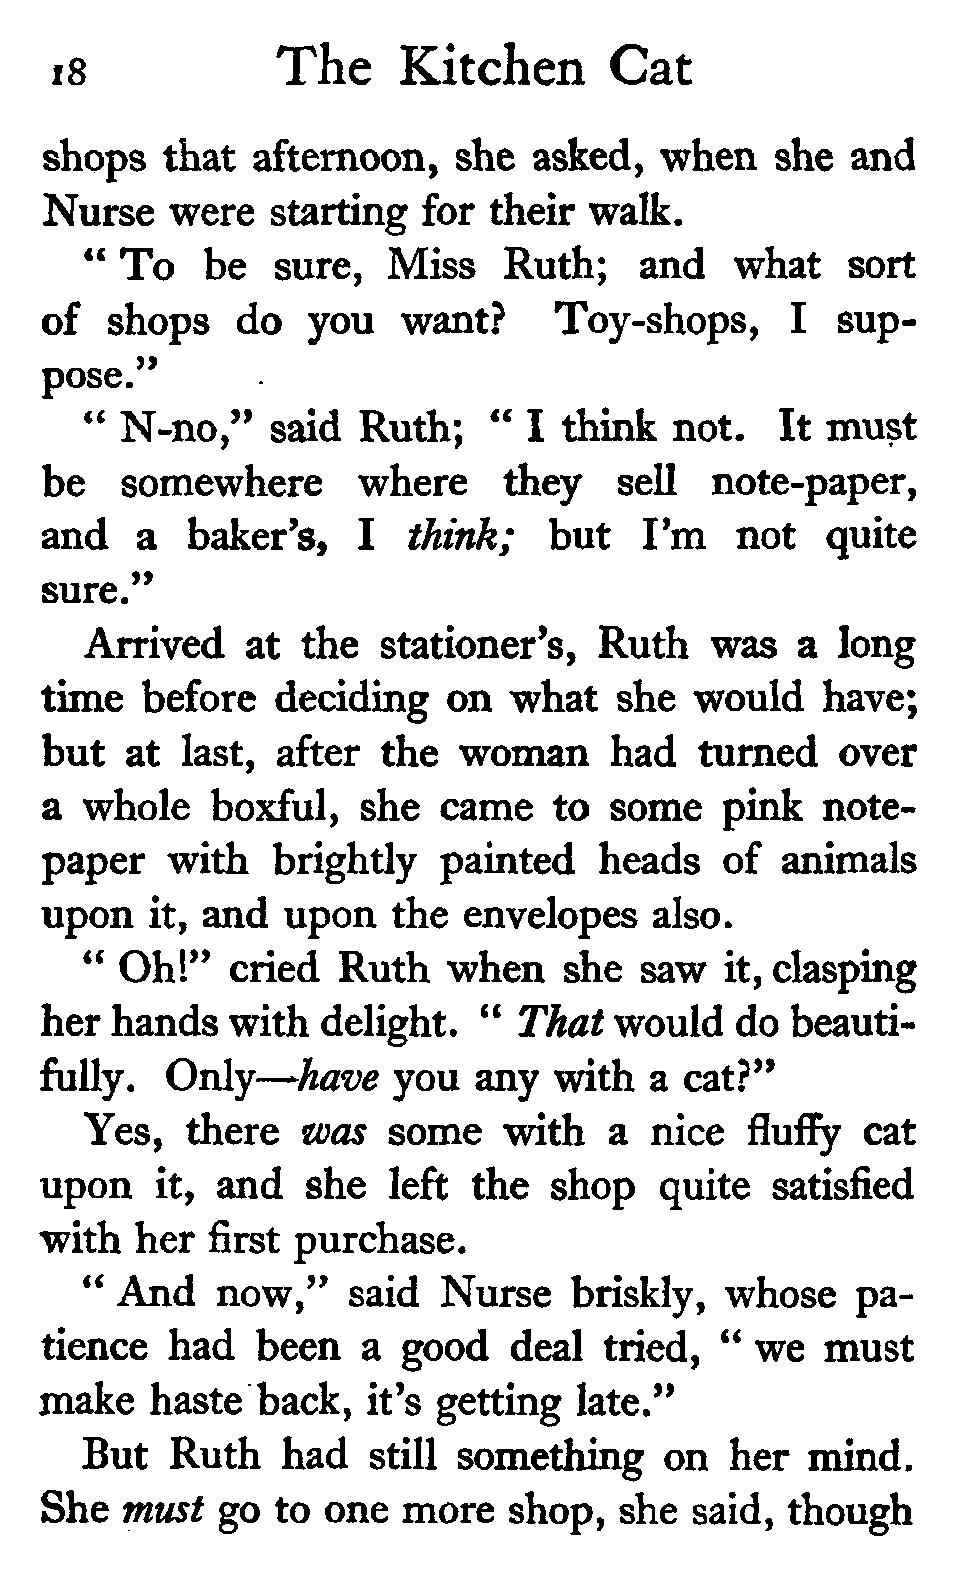 18 The Kitchen Cat
shops that afternoon, she asked, when she and
Nurse were starting for their walk.
“ To be sure, Miss Ruth; and what sort
of shops do you want? Toy-shops, I sup-
pose.”
“ N-no,” said Ruth; “ I think not. It must
be somewhere where they sell note-paper,
and a baker’s, I think; but I’m not quite
sure.”
Arrived at the stationer’s, Ruth was a long
time before deciding on what she would have;
but at last, after the woman had turned over
a whole boxful, she came to some pink note-
paper with brightly painted heads of animals
upon it, and upon the envelopes also.
“ Oh!” cried Ruth when she saw it, clasping
her hands with delight. “ That would do beauti-
fully. Only—have you any with a cat?”
Yes, there was some with a nice fluffy cat
upon it, and she left the shop quite satisfied
with her first purchase.
“ And now,” said Nurse briskly, whose pa-
tience had been a good deal tried, “ we must
make haste back, it’s getting late.”
But Ruth had still something on her mind.
She must go to one more shop, she said, though